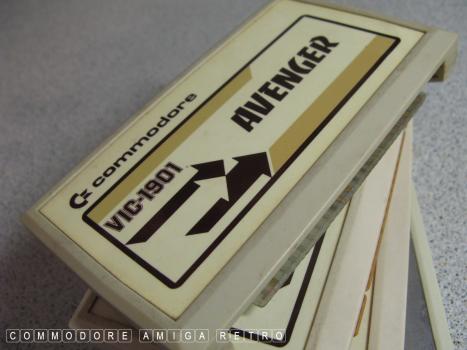 commodore
VIC-1901
AVENGER
COMMODORE AMIGA RETRO